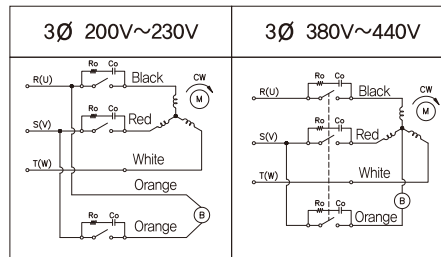 3Ø 200V~230V
Ro Co
R(U) Black CW
M
Ro Co
S(V) Red
T(W) White
Orange
B
Ro Co
Orange
3Ø 380V~440V
Ro Co
R(U) Black CW
M
Ro Co
S(V) Red
T(W) White
B
Ro Co
Orange